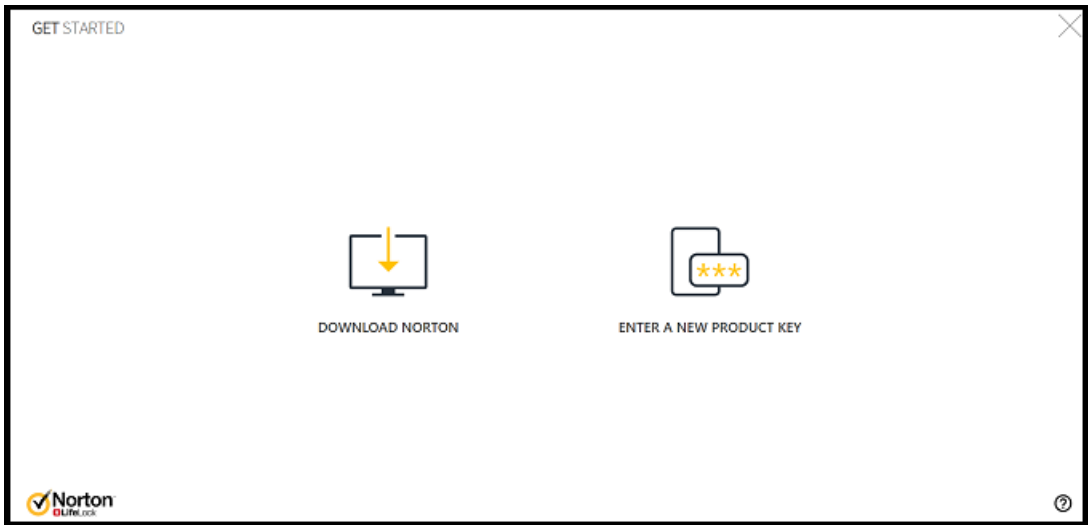 GET STARTED
***
DOWNLOAD NORTON
ENTER A NEW PRODUCT KEY
Norton
LifeLock
?